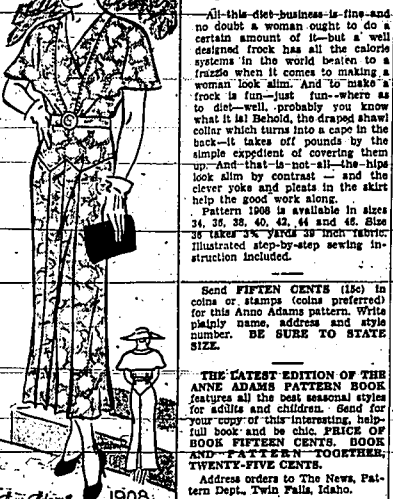 All this diet business is fine and
no doubt a woman ought to do a
certain amount of it—but a well
designed frock has all the calorie
systems in the world beaten to a
frazzle when it comes to making a
woman look slim. And to make a
frock is fun—just fun—where as
to diet—well, probably you know
what it is! Behold, the draped shawl
collar which turns into a cape in the
back—it takes off pounds by the
simple expedient of covering them
up. And that is not all—the hips
look slim by contrast — and the
clever yoke and pleats in the skirt
help the good work along.
Pattern 1908 is available in sizes
34, 36, 38, 40, 42, 44 and 46. Size
36 takes 3¾ yards 39 inch fabric.
Illustrated step-by-step sewing in-
struction included.
Send FIFTEN CENTS (15c) in
coins or stamps (coins preferred)
for this Anne Adams pattern. Write
plainly name, address and style
number. BE SURE TO STATE
SIZE.
THE LATEST EDITION OF THE
ANNE ADAMS PATTERN BOOK
features all the best seasonal styles
for adults and children. Send for
your copy of this interesting, help-
full book and be chic. PRICE OF
BOOK FIFTEEN CENTS. BOOK
AND PATTERN TOGETHER,
TWENTY-FIVE CENTS.
Address orders to The News, Pat-
tern Dept., Twin Falls, Idaho.
1908